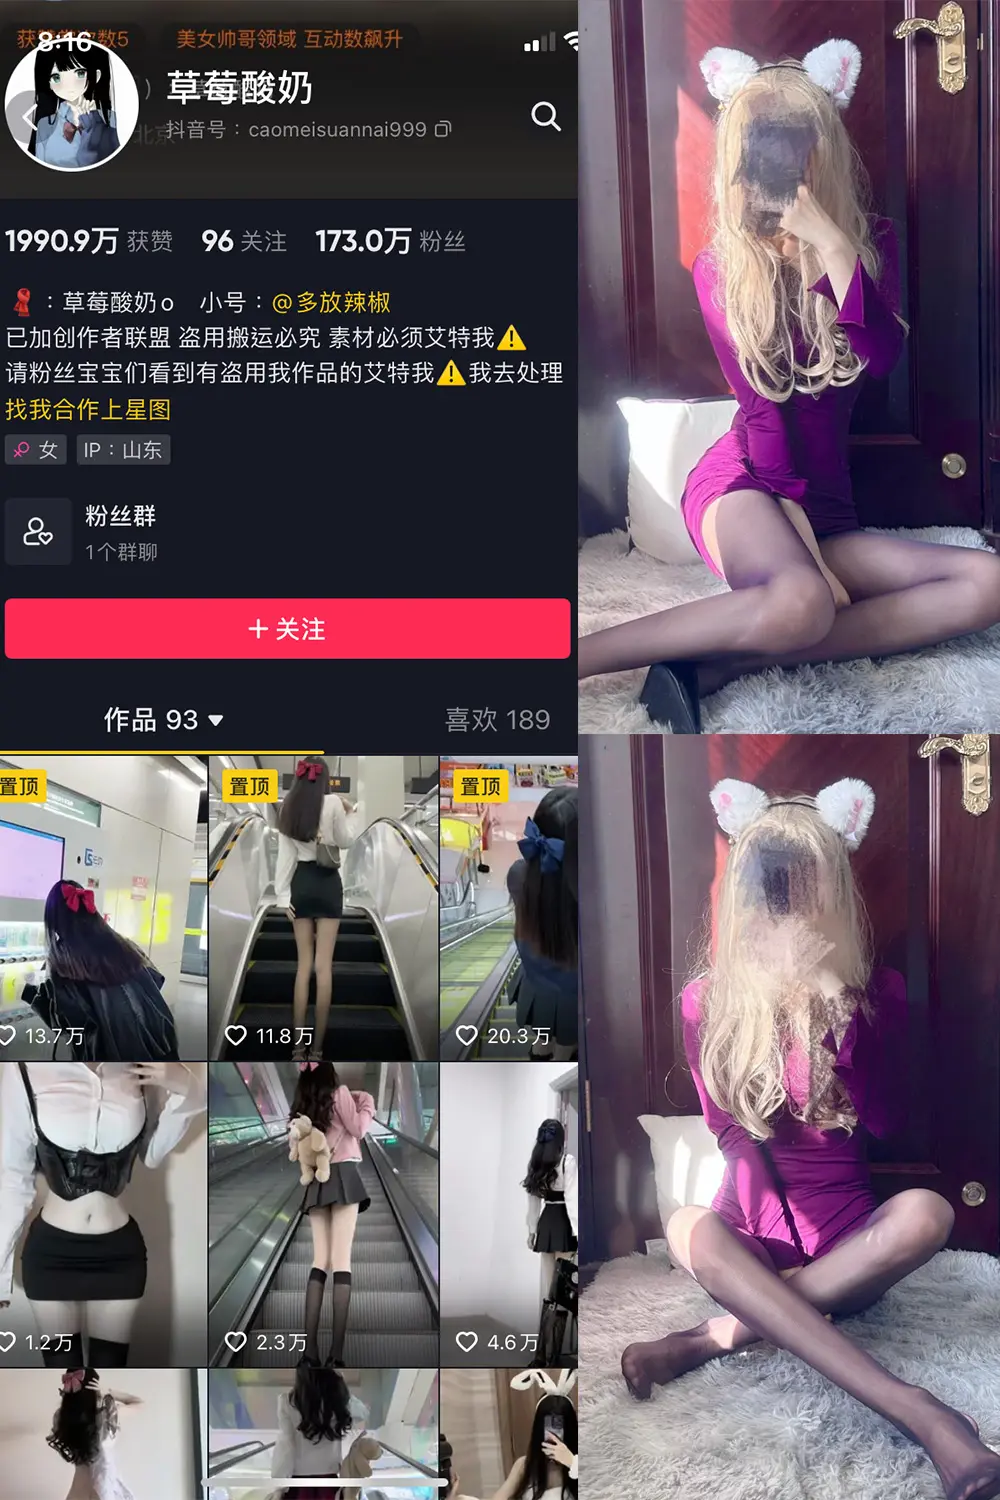 获赞次数5
美女帅哥领域 互动数飙升
8:16
草莓酸奶
抖音号：caomeisuannai999
北京
1990.9万 获赞 96 关注 173.0万 粉丝
：草莓酸奶o 小号：@多放辣椒
已加创作者联盟 盗用搬运必究 素材必须艾特我⚠️
请粉丝宝宝们看到有盗用我作品的艾特我⚠️我去处理
找我合作上星图
女 IP：山东
粉丝群
1个群聊
+关注
作品 93 喜欢 189
置顶 置顶 置顶
13.7万 11.8万 20.3万
1.2万 2.3万 4.6万